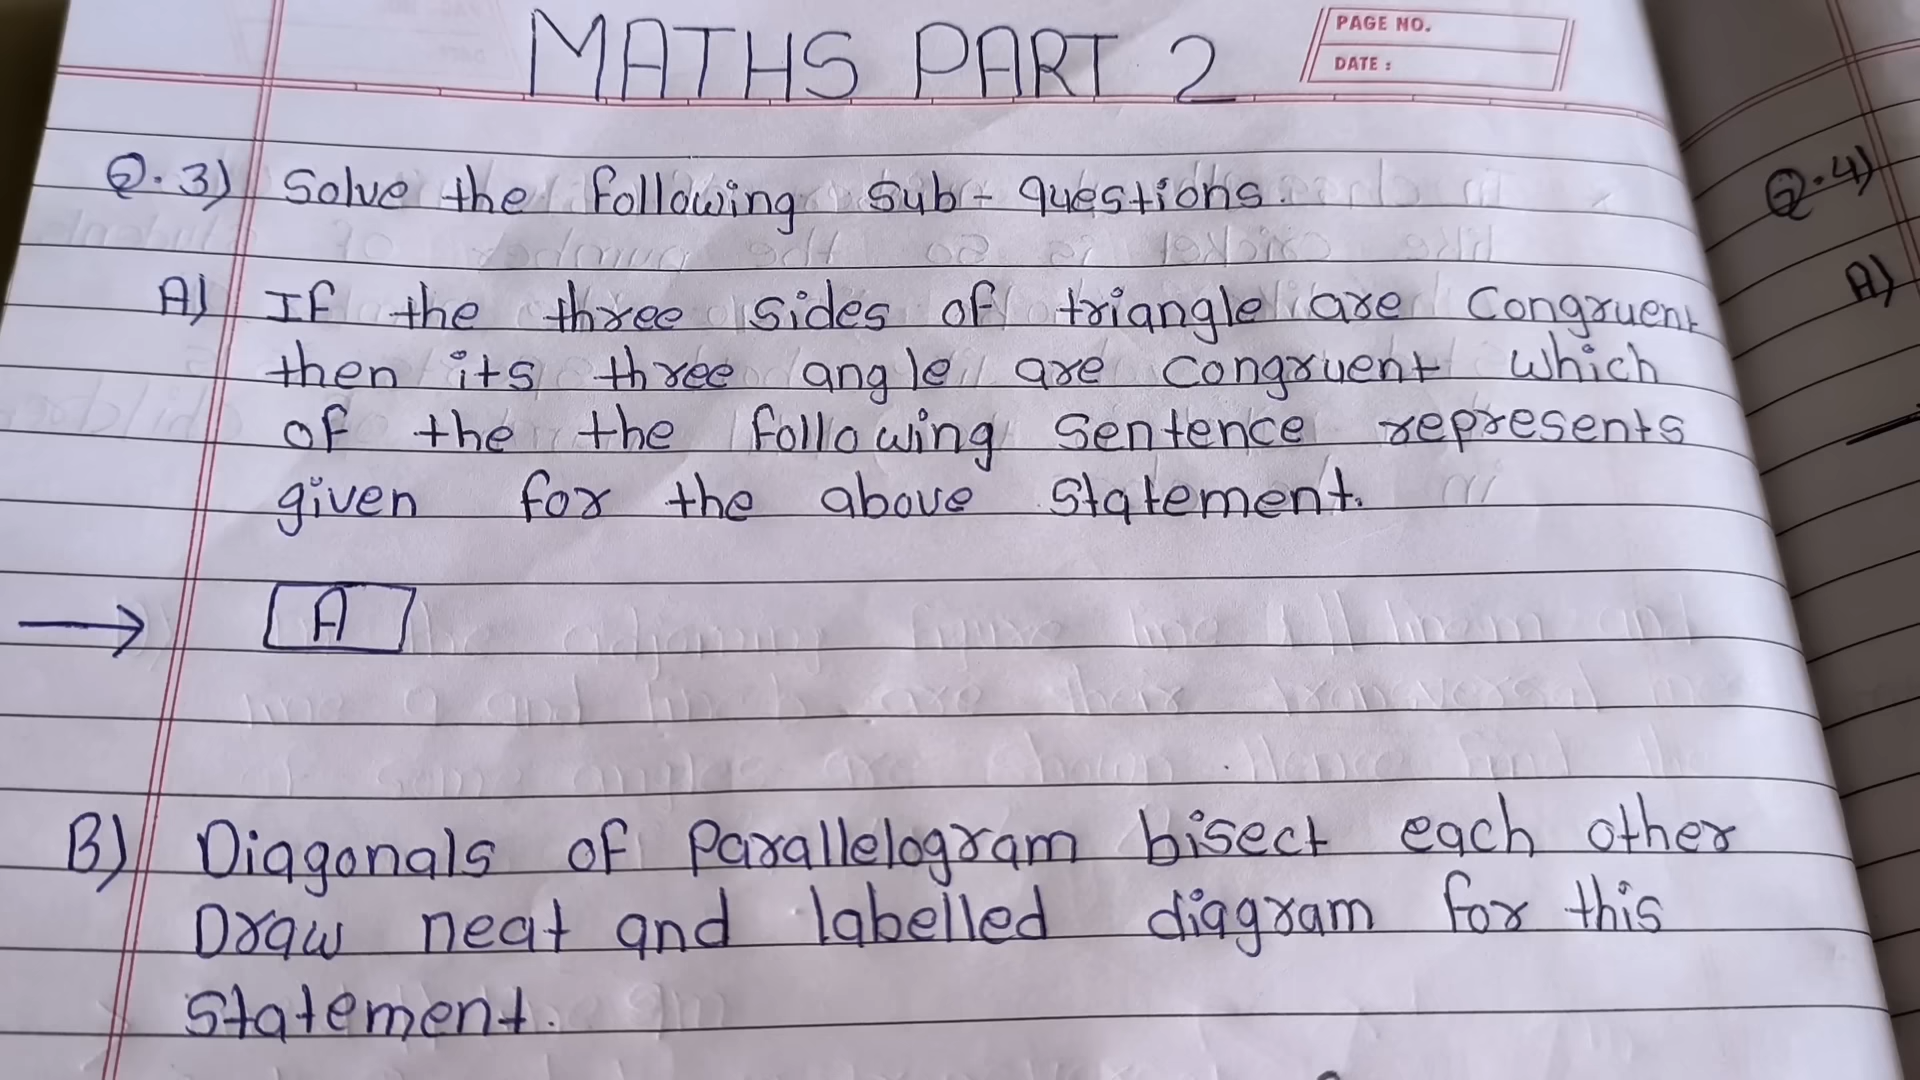 MATHS PART 2
PAGE NO.
DATE :
Q.3) Solve the following sub-questions.
A) If the three sides of triangle are congruent
then its three angle are congruent which
of the the following sentence represents
given for the above statement.
→ A
B) Diagonals of parallelogram bisect each other
Draw neat and labelled diagram for this
statement.
Q.4)
A)